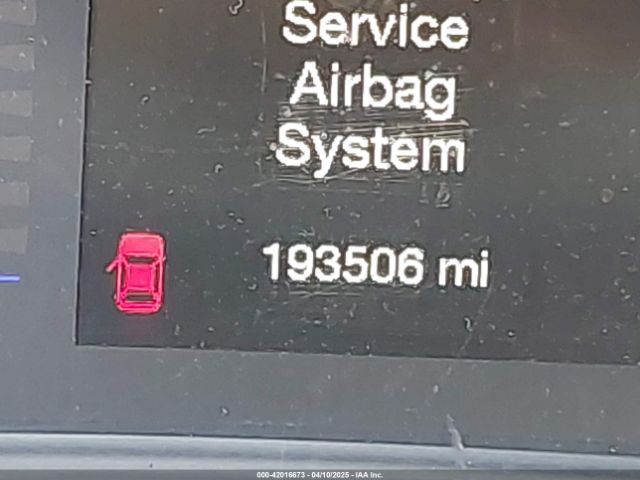 Service
Airbag
System
193506 mi
000-42016673 - 04/10/2025 - IAA Inc.